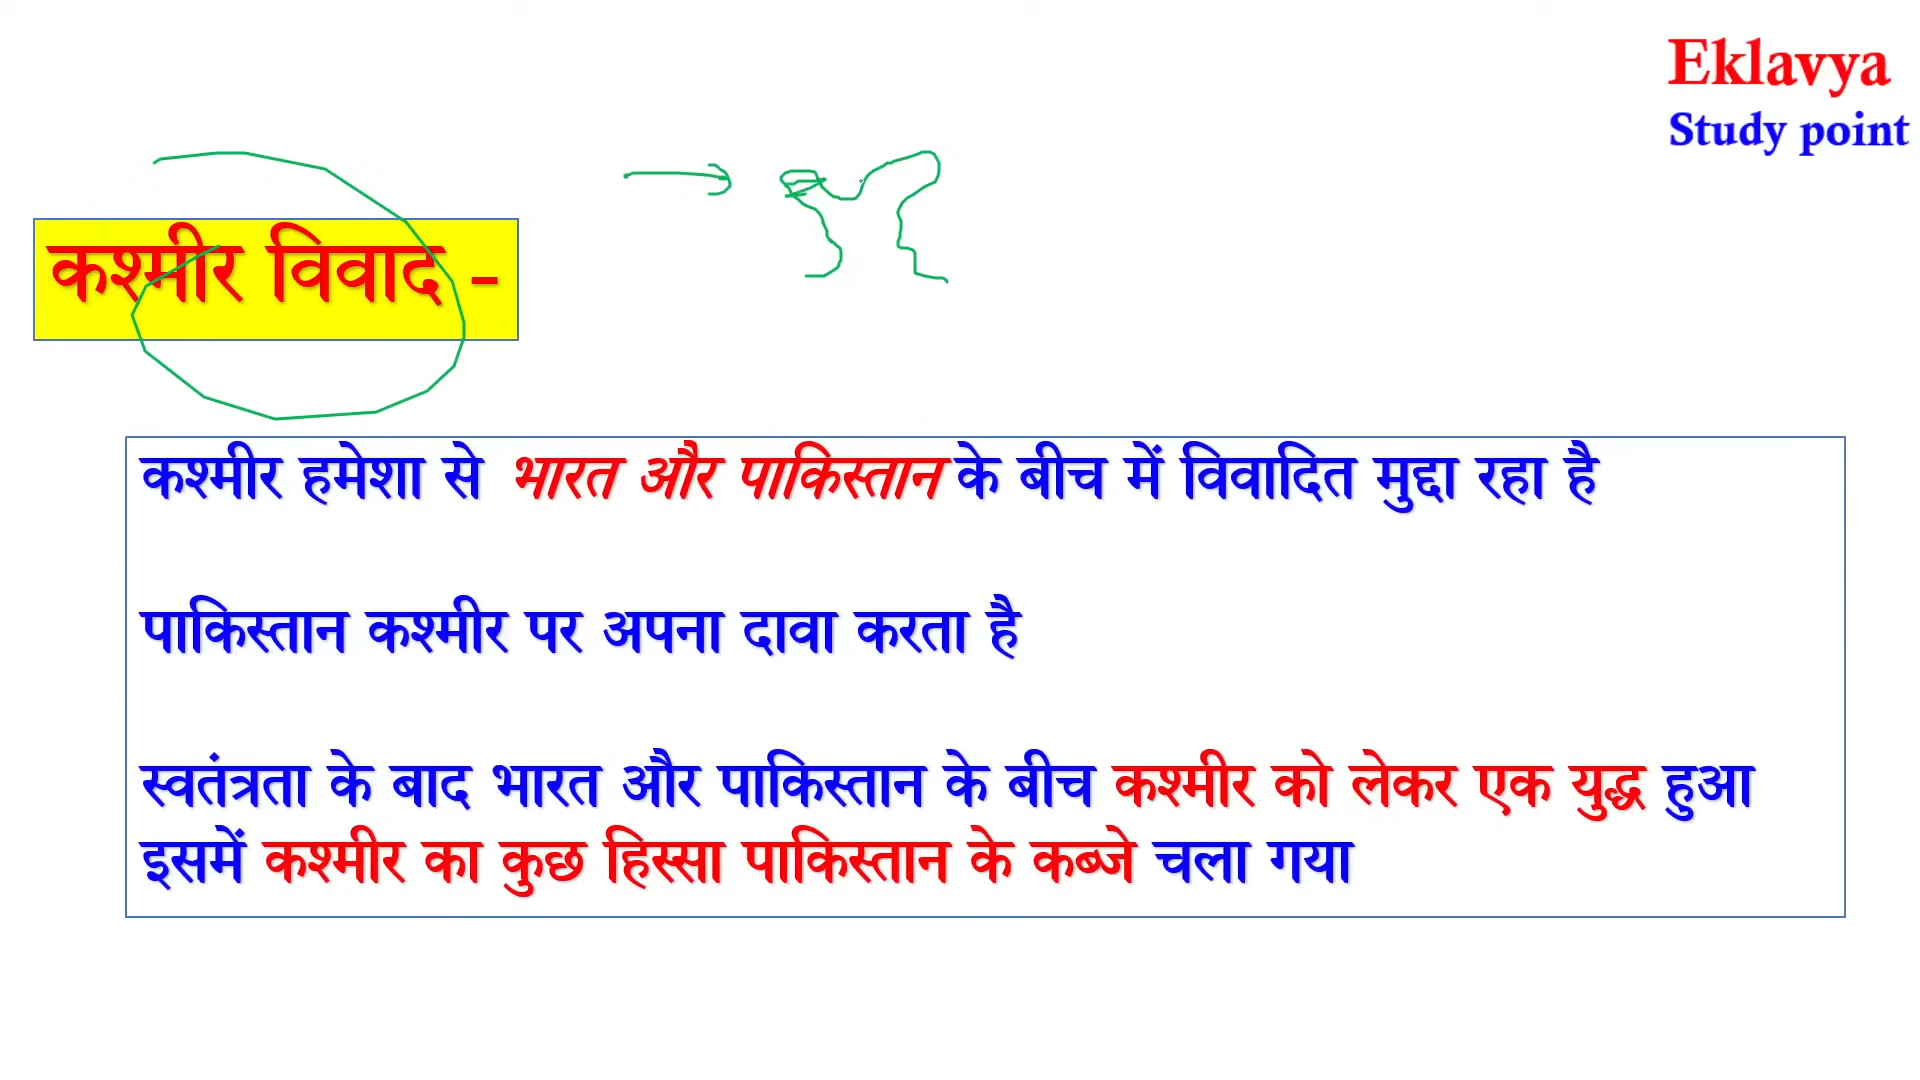 Eklavya
Study point
कश्मीर विवाद -
कश्मीर हमेशा से भारत और पाकिस्तान के बीच में विवादित मुद्दा रहा है
पाकिस्तान कश्मीर पर अपना दावा करता है
स्वतंत्रता के बाद भारत और पाकिस्तान के बीच कश्मीर को लेकर एक युद्ध हुआ
इसमें कश्मीर का कुछ हिस्सा पाकिस्तान के कब्जे चला गया